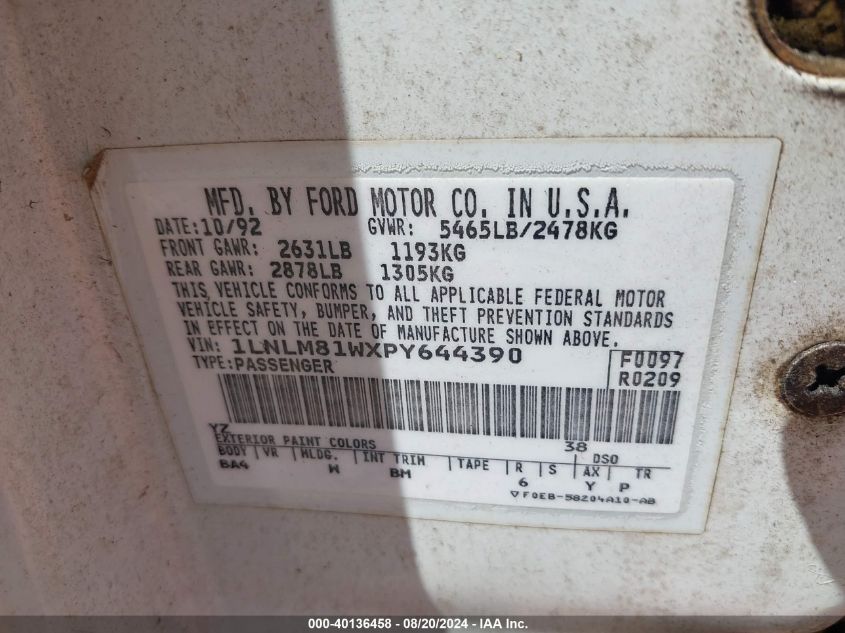 MFD. BY FORD MOTOR CO. IN U.S.A.
DATE: 10/92 GVWR: 5465LB/2478KG
FRONT GAWR: 2631LB 1193KG
REAR GAWR: 2878LB 1305KG
THIS VEHICLE CONFORMS TO ALL APPLICABLE FEDERAL MOTOR
VEHICLE SAFETY, BUMPER, AND THEFT PREVENTION STANDARDS
IN EFFECT ON THE DATE OF MANUFACTURE SHOWN ABOVE.
VIN: 1LNLM81WXPY644390
TYPE: PASSENGER
F0097
R0209
YZ 38
EXTERIOR PAINT COLORS DSO
BODY VR MLDG. INT TRIM TAPE R S AX TR
BA4 W BM 6 Y P
▽F0EB-58204A10-AB
000-40136458 - 08/20/2024 - IAA Inc.